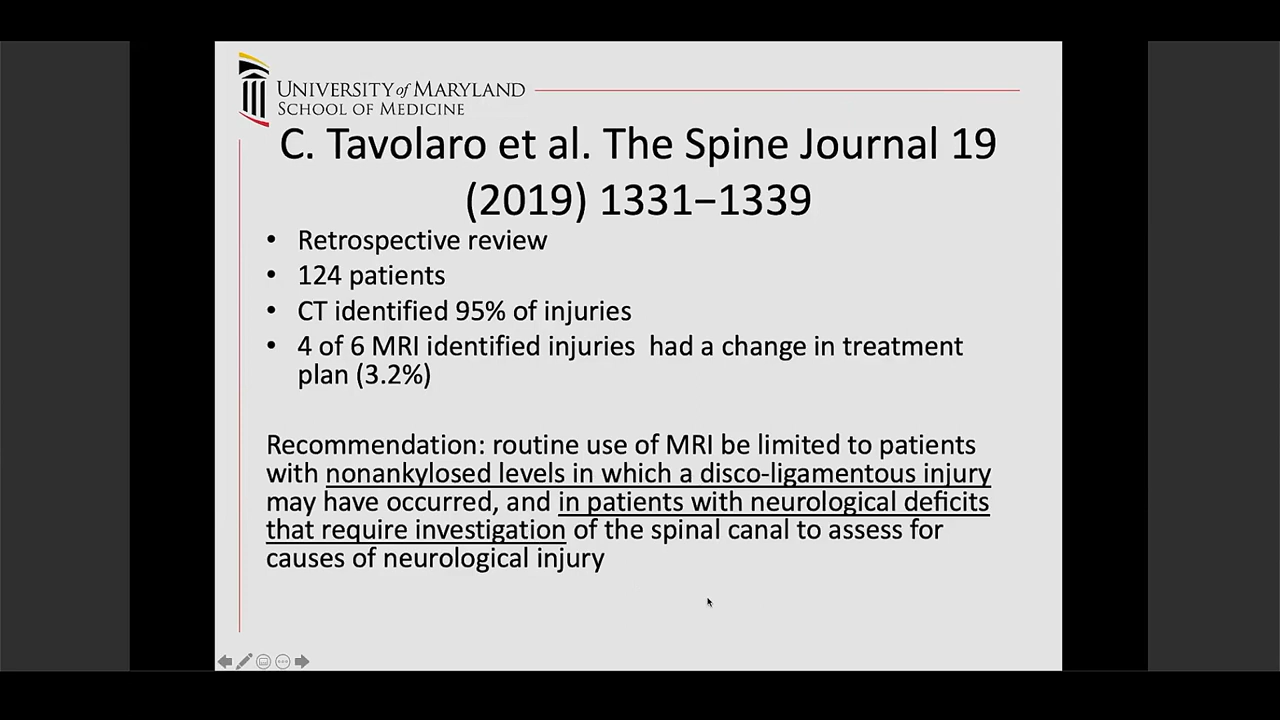 UNIVERSITY of MARYLAND
SCHOOL OF MEDICINE
C. Tavolaro et al. The Spine Journal 19
(2019) 1331–1339
• Retrospective review
• 124 patients
• CT identified 95% of injuries
• 4 of 6 MRI identified injuries  had a change in treatment
plan (3.2%)
Recommendation: routine use of MRI be limited to patients
with nonankylosed levels in which a disco-ligamentous injury
may have occurred, and in patients with neurological deficits
that require investigation of the spinal canal to assess for
causes of neurological injury